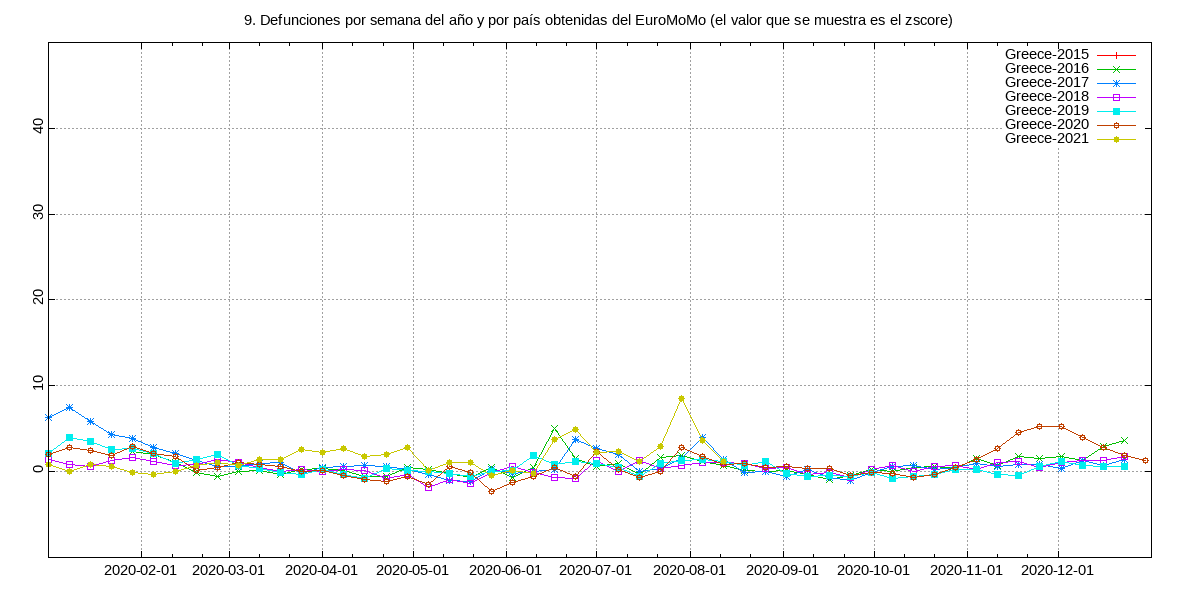 9. Defunciones por semana del año y por país obtenidas del EuroMoMo (el valor que se muestra es el zscore)
Greece-2015
Greece-2016
Greece-2017
Greece-2018
Greece-2019
Greece-2020
Greece-2021
40
30
20
10
0
2020-02-01 2020-03-01 2020-04-01 2020-05-01 2020-06-01 2020-07-01 2020-08-01 2020-09-01 2020-10-01 2020-11-01 2020-12-01